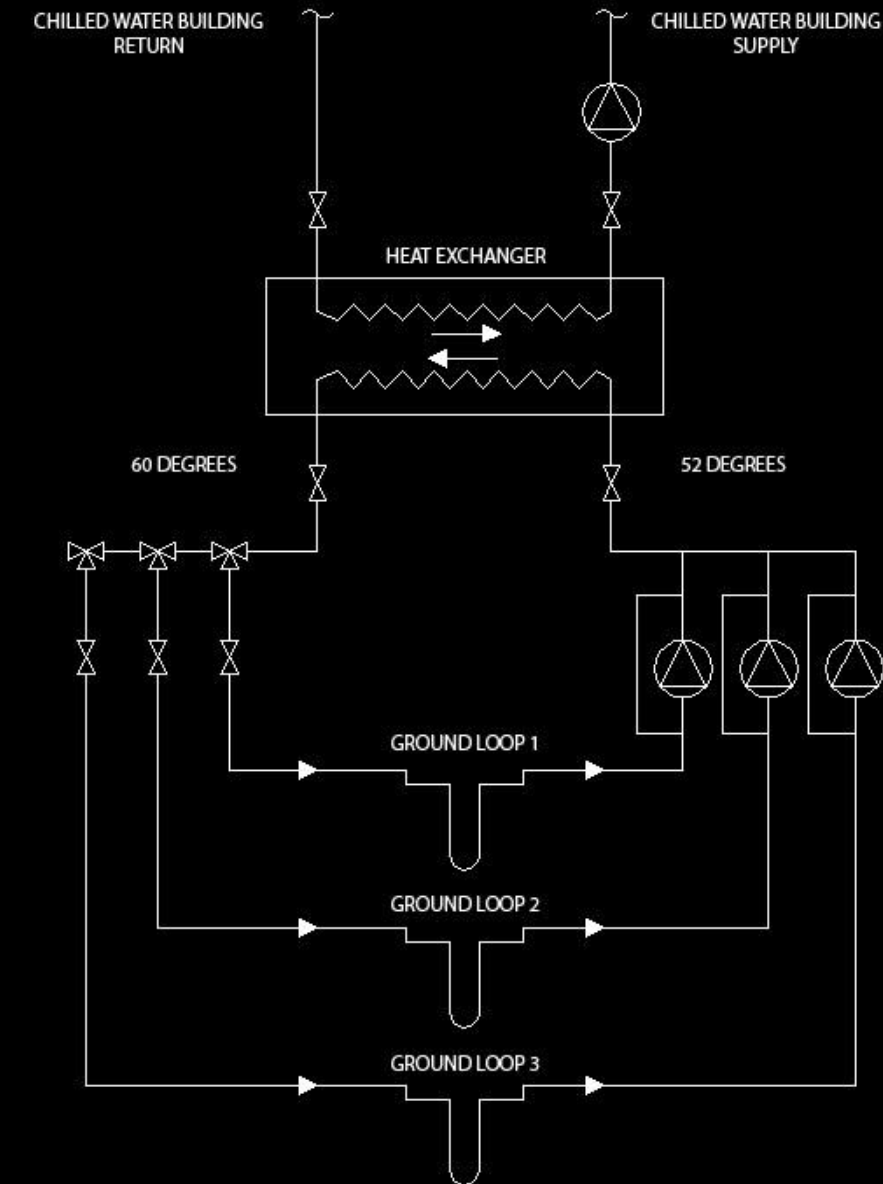 CHILLED WATER BUILDING
RETURN
CHILLED WATER BUILDING
SUPPLY
HEAT EXCHANGER
60 DEGREES
52 DEGREES
GROUND LOOP 1
GROUND LOOP 2
GROUND LOOP 3